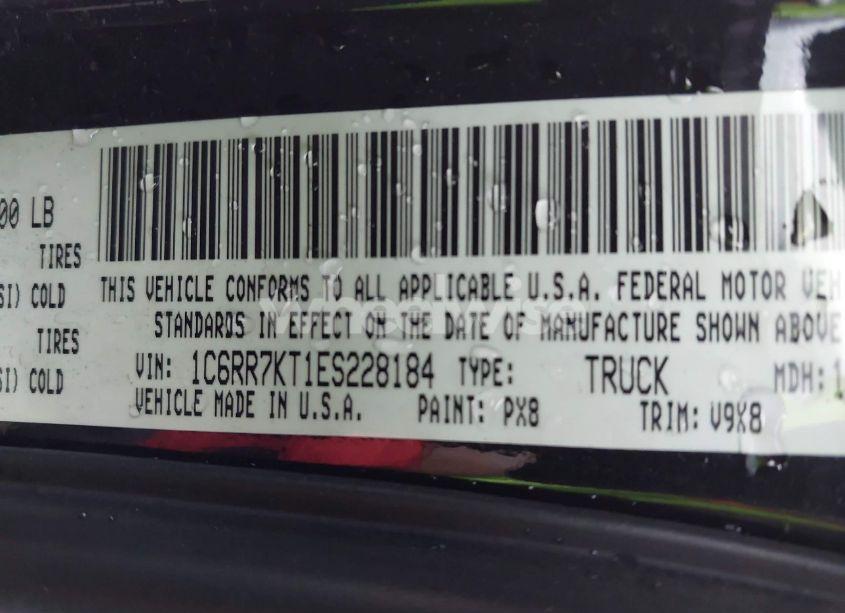 00 LB
TIRES
SI) COLD
TIRES
SI) COLD
THIS VEHICLE CONFORMS TO ALL APPLICABLE U.S.A. FEDERAL MOTOR VEH
STANDARDS IN EFFECT ON THE DATE OF MANUFACTURE SHOWN ABOVE
VIN: 1C6RR7KT1ES228184 TYPE: TRUCK MDH: 1
VEHICLE MADE IN U.S.A. PAINT: PX8 TRIM: V9X8